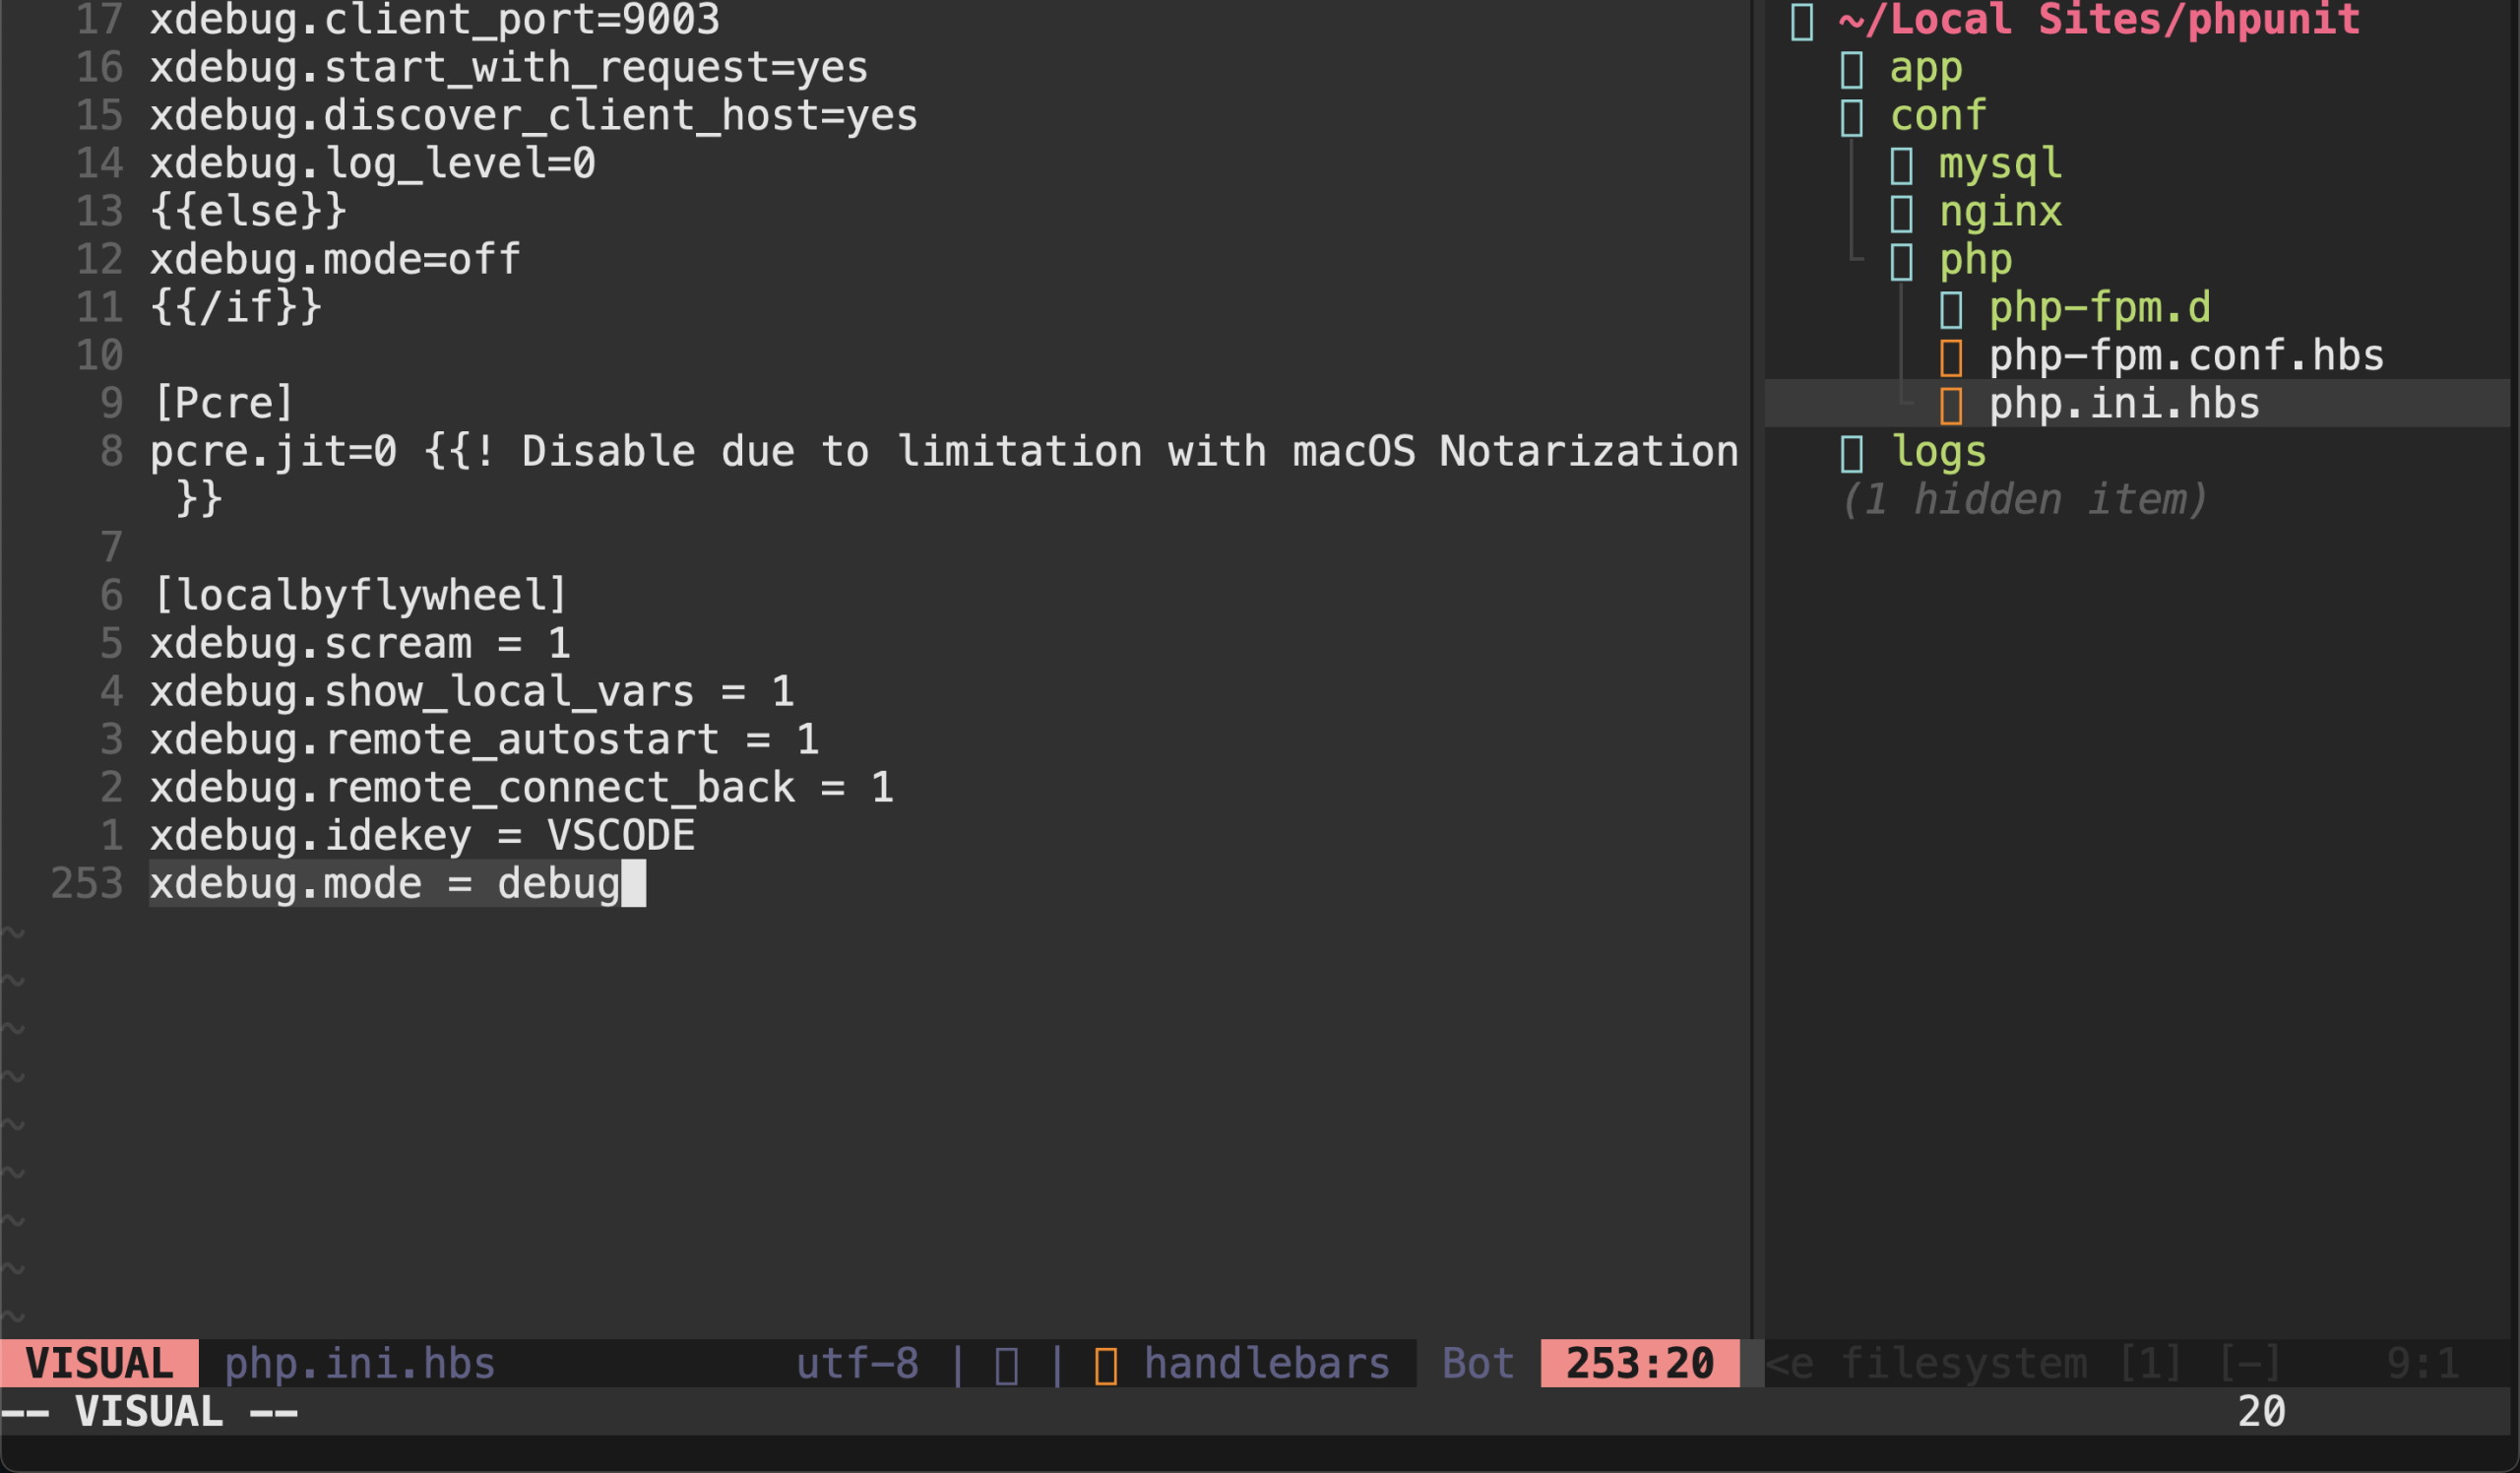 17 xdebug.client_port=9003
16 xdebug.start_with_request=yes
15 xdebug.discover_client_host=yes
14 xdebug.log_level=0
13 {{else}}
12 xdebug.mode=off
11 {{/if}}
10
9 [Pcre]
8 pcre.jit=0 {{! Disable due to limitation with macOS Notarization
}}
7
6 [localbyflywheel]
5 xdebug.scream = 1
4 xdebug.show_local_vars = 1
3 xdebug.remote_autostart = 1
2 xdebug.remote_connect_back = 1
1 xdebug.idekey = VSCODE
253 xdebug.mode = debug
~
~
~
~
~
~
~
~
~
VISUAL php.ini.hbs utf-8 | | handlebars Bot 253:20
-- VISUAL -- 20
~/Local Sites/phpunit
app
conf
mysql
nginx
php
php-fpm.d
php-fpm.conf.hbs
php.ini.hbs
logs
(1 hidden item)
<e filesystem [1] [-] 9:1